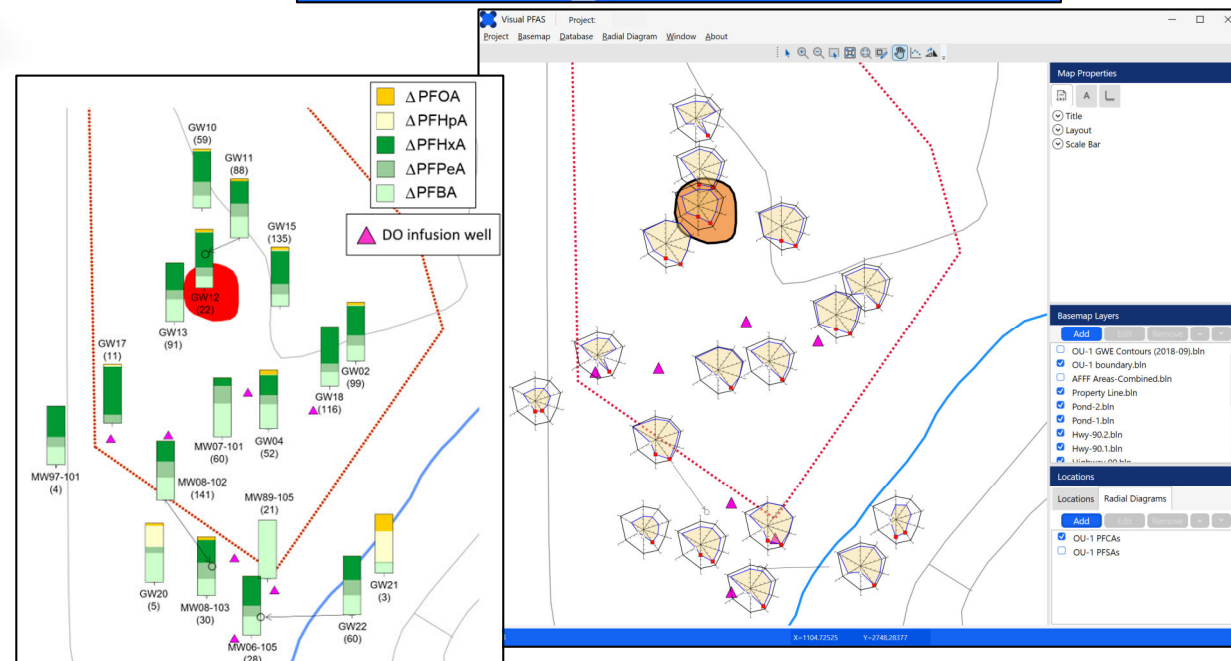 Visual PFAS Project:
Project Basemap Database Radial Diagram Window About
Δ PFOA
Δ PFHpA
Δ PFHxA
Δ PFPeA
Δ PFBA
DO infusion well
GW10
(59)
GW11
(88)
GW15
(135)
GW12
(22)
GW13
(91)
GW17
(11)
GW02
(99)
GW18
(116)
GW04
(52)
MW07-101
(60)
MW97-101
(4)
MW08-102
(141)
MW89-105
(21)
GW20
(5)
MW08-103
(30)
GW21
(3)
GW22
(60)
MW06-105
(28)
Map Properties
A
Title
Layout
Scale Bar
Basemap Layers
Add Edit Remove
OU-1 GWE Contours (2018-09).bln
OU-1 boundary.bln
AFFF Areas-Combined.bln
Property Line.bln
Pond-2.bln
Pond-1.bln
Hwy-90.2.bln
Hwy-90.1.bln
Locations
Locations Radial Diagrams
Add Edit Remove
OU-1 PFCAs
OU-1 PFSAs
X=1104.72525 Y=2748.28377